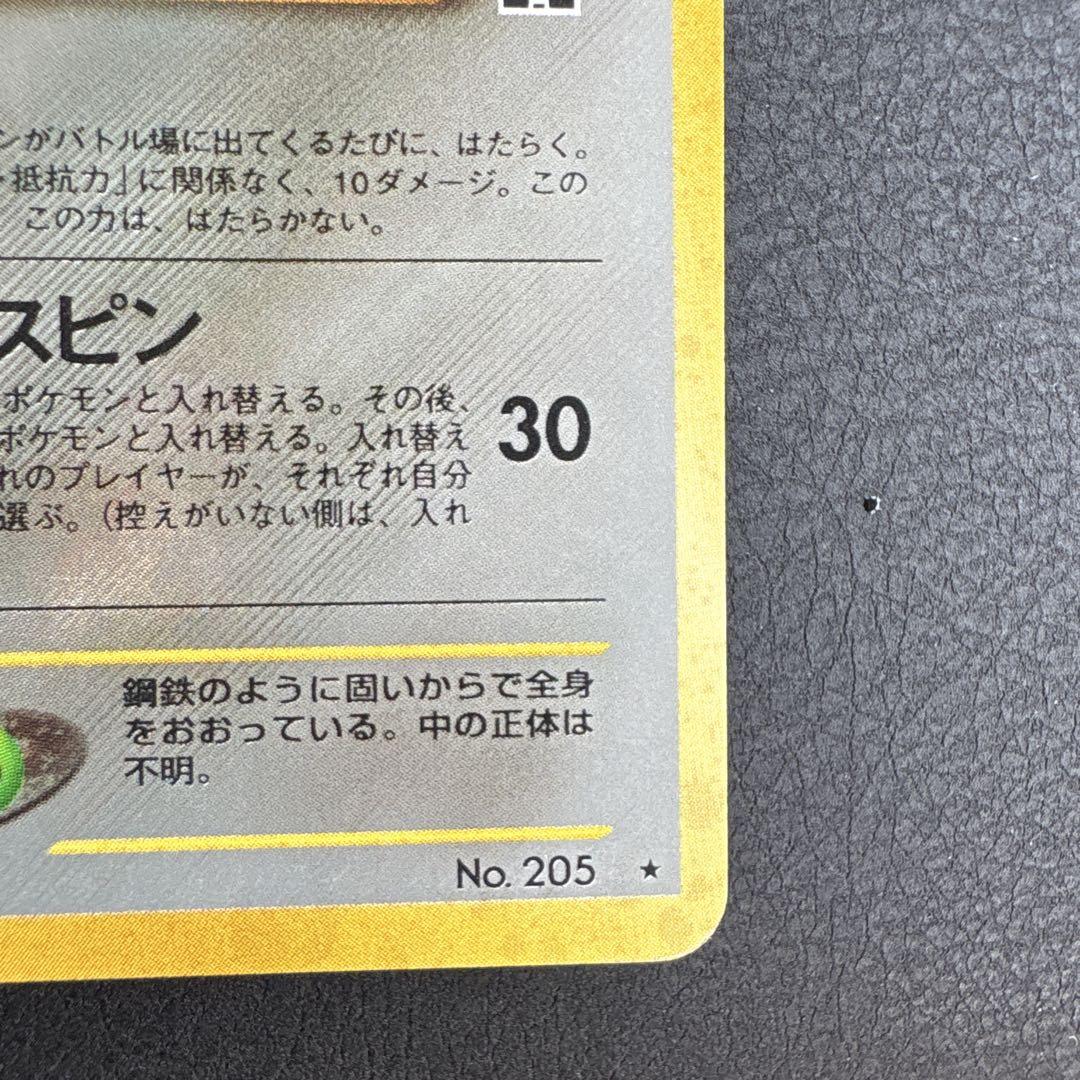 ンがバトル場に出てくるたびに、はたらく。
抵抗力」に関係なく、10ダメージ。この
この力は、はたらかない。
スピン
ポケモンと入れ替える。その後、
ポケモンと入れ替える。入れ替え
れのプレイヤーが、それぞれ自分
選ぶ。(控えがいない側は、入れ
30
鋼鉄のように固いからで全身
をおおっている。中の正体は
不明。
No. 205 ★